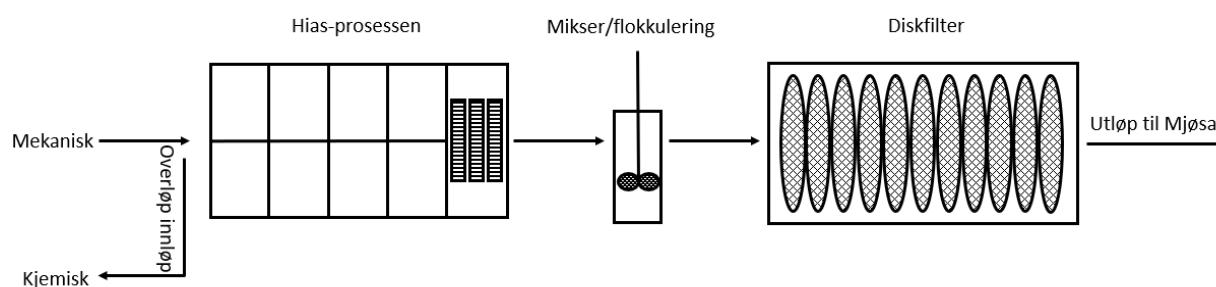 Hias-prosessen
Mikser/flokkulering
Diskfilter
Mekanisk
Overløp innløp
Kjemisk
Utløp til Mjøsa